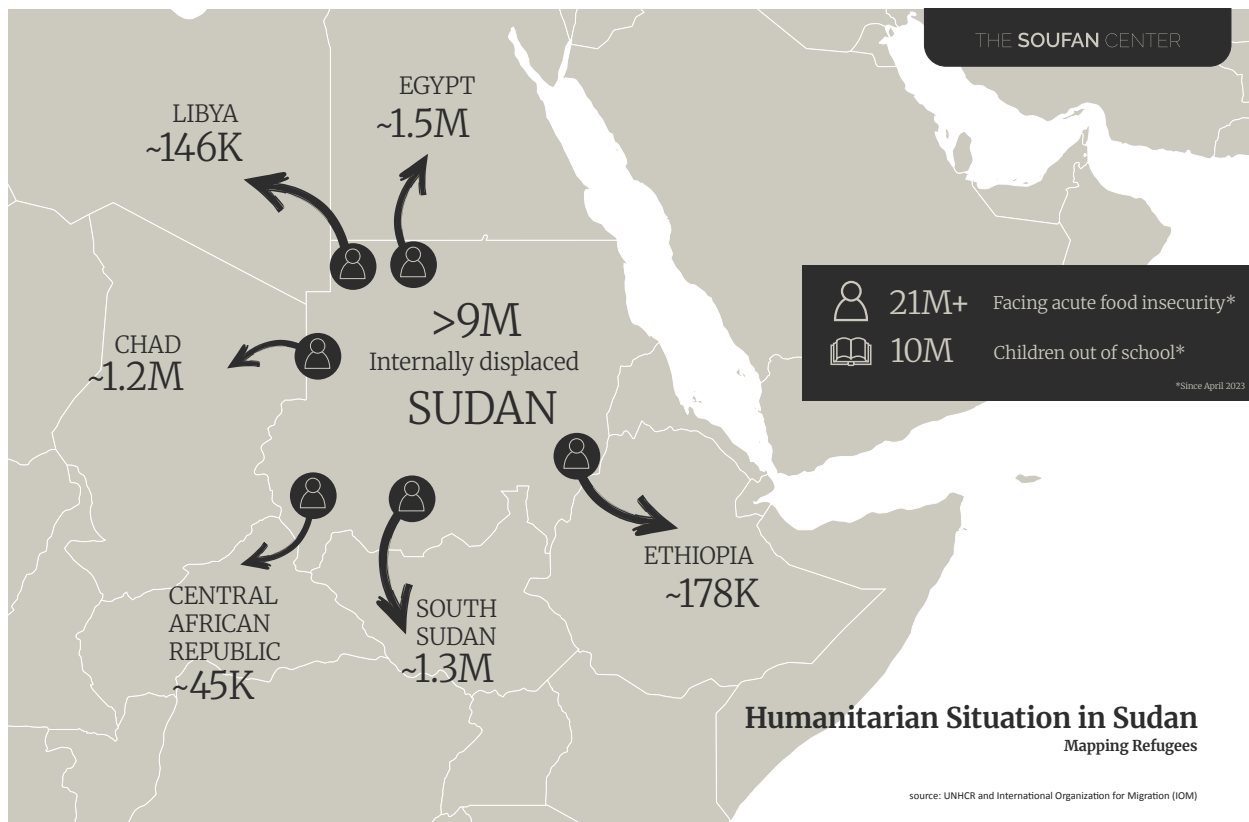 THE SOUFAN CENTER
EGYPT
~1.5M
LIBYA
~146K
CHAD
~1.2M
>9M
Internally displaced
SUDAN
21M+ Facing acute food insecurity*
10M Children out of school*
*Since April 2023
ETHIOPIA
~178K
CENTRAL
AFRICAN
REPUBLIC
~45K
SOUTH
SUDAN
~1.3M
Humanitarian Situation in Sudan
Mapping Refugees
source: UNHCR and International Organization for Migration (IOM)